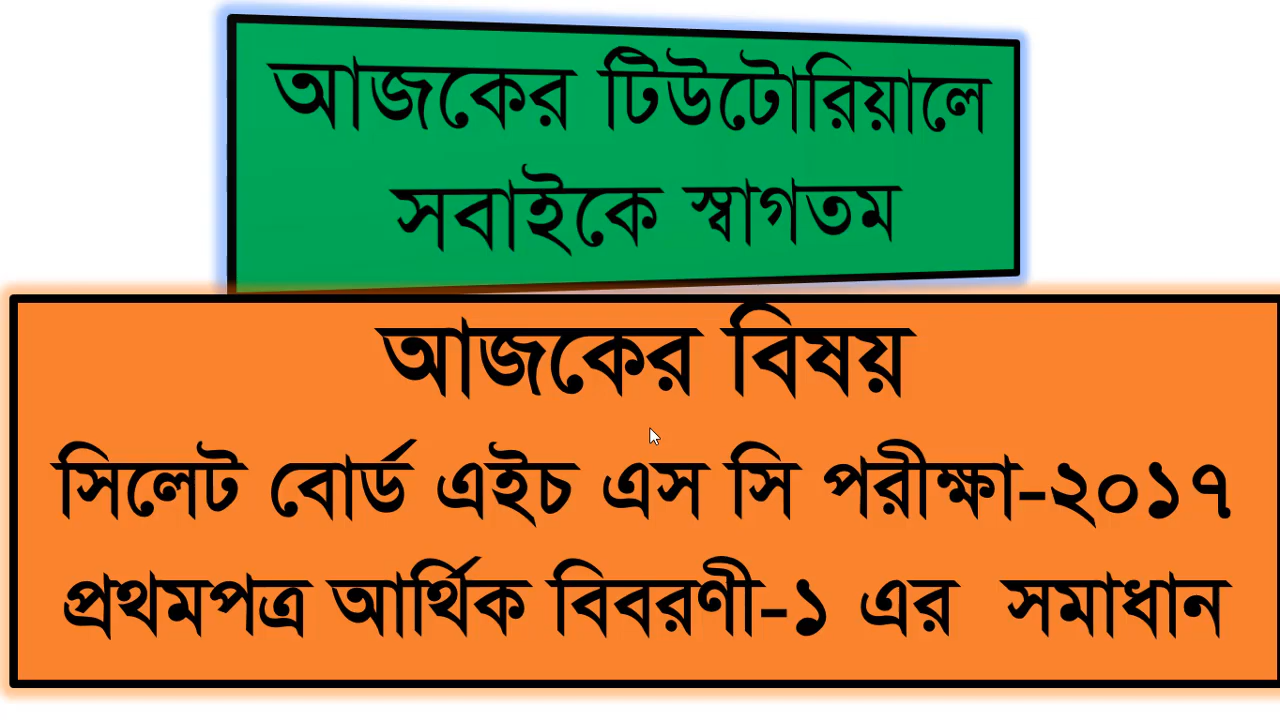 আজকের টিউটোরিয়ালে
সবাইকে স্বাগতম
আজকের বিষয়
সিলেট বোর্ড এইচ এস সি পরীক্ষা-২০১৭
প্রথমপত্র আর্থিক বিবরণী-১ এর সমাধান